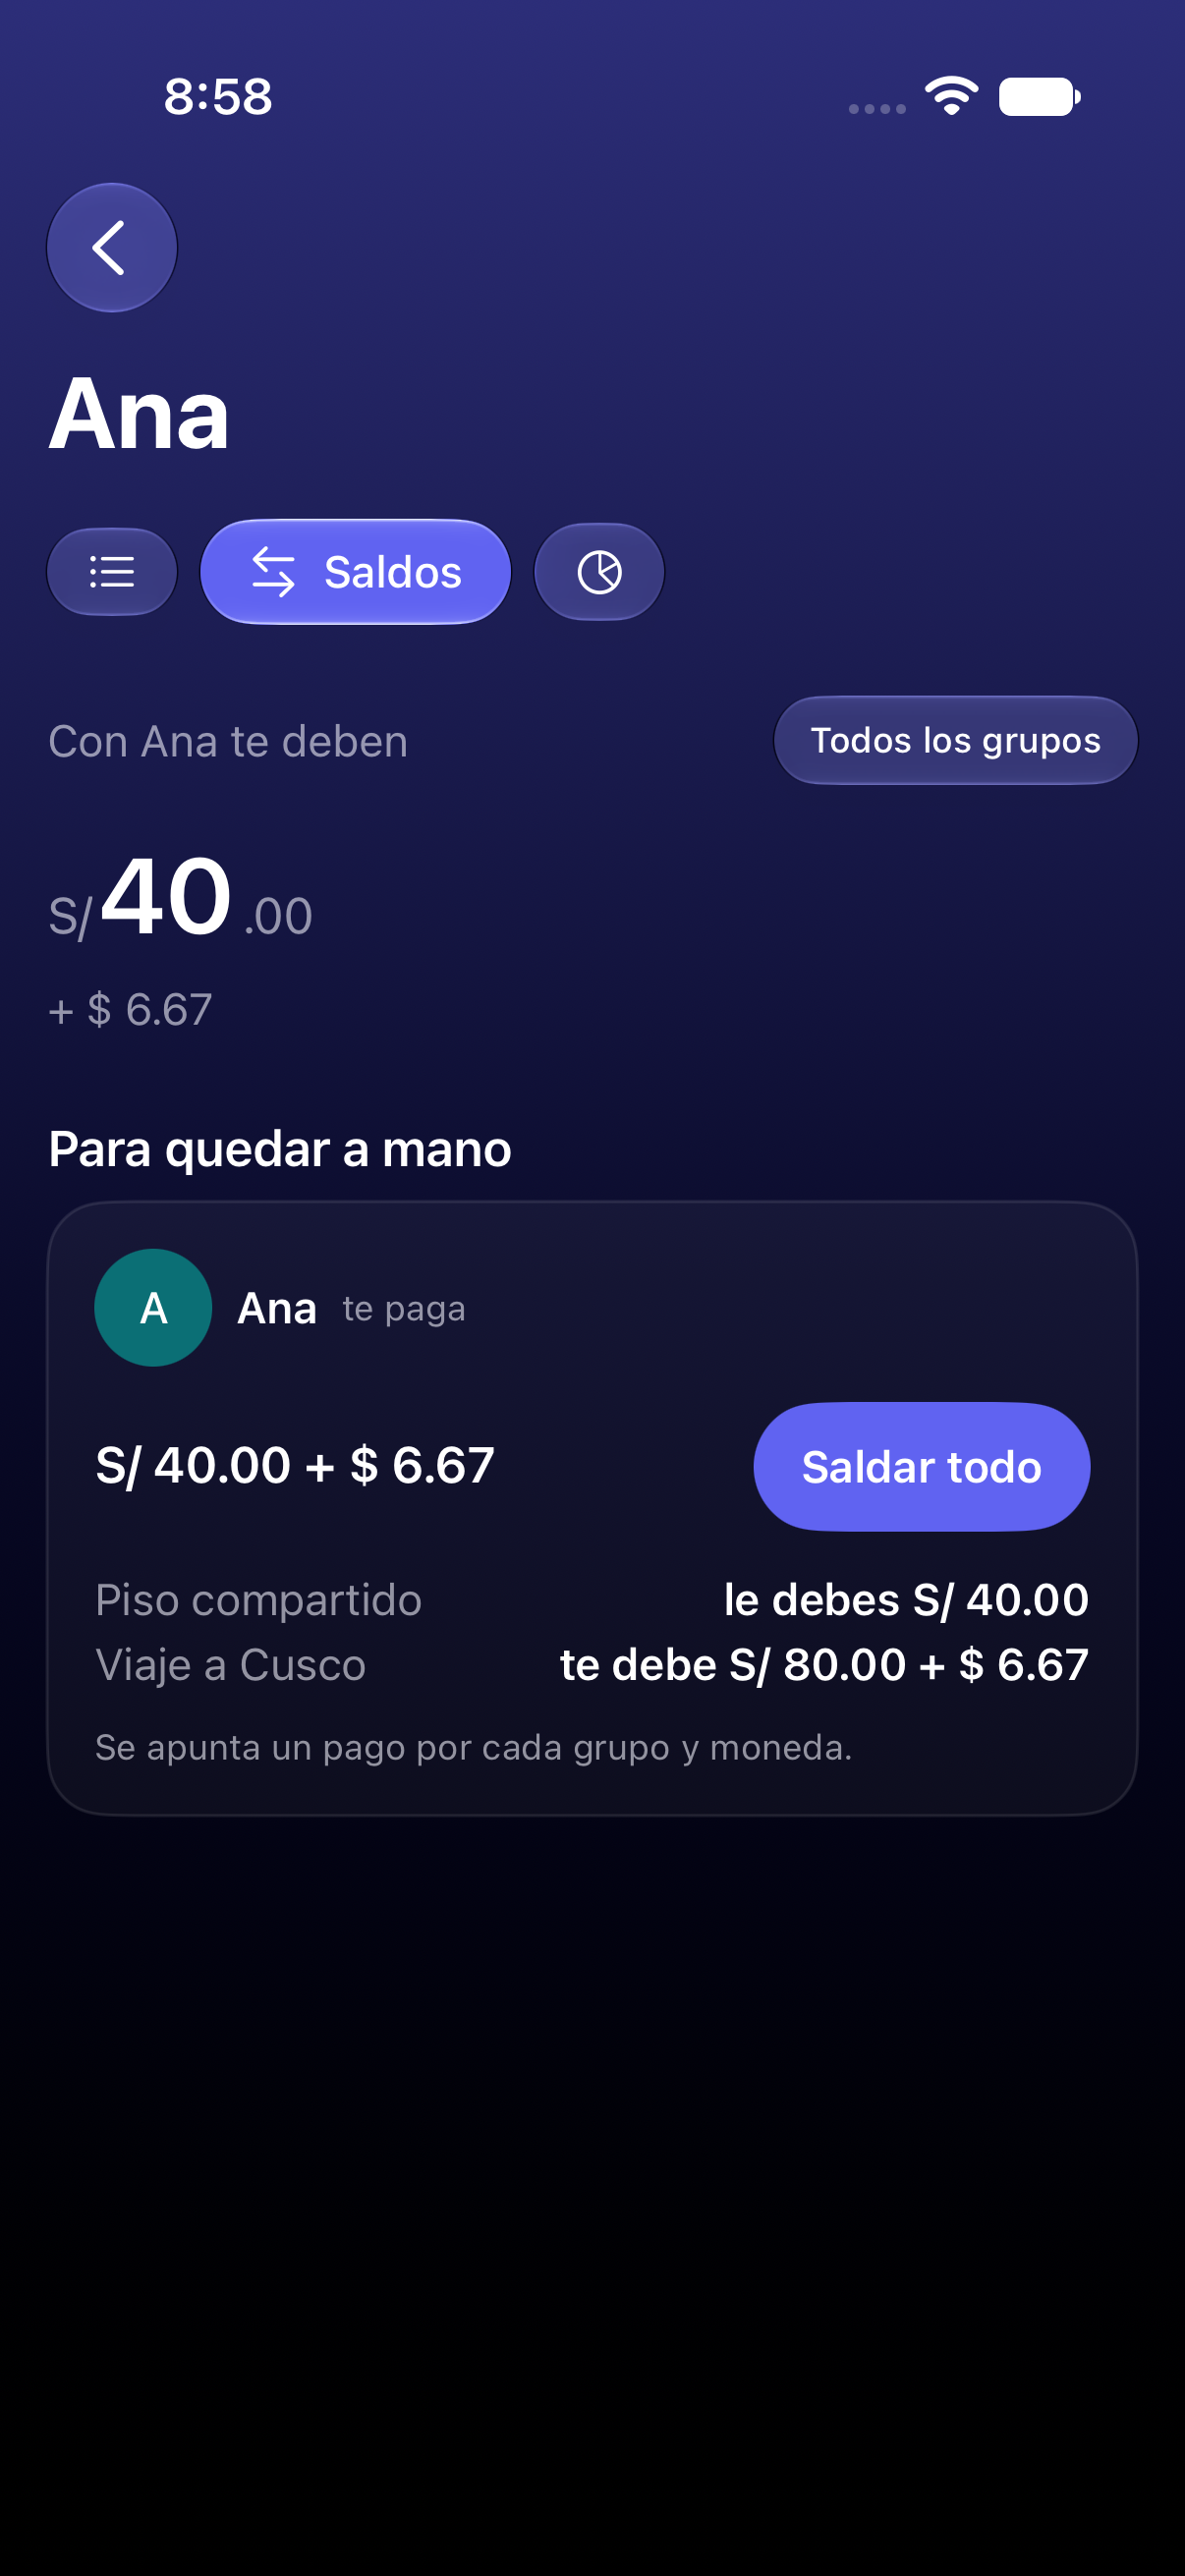 8:58
Ana
Saldos
Con Ana te deben
Todos los grupos
S/40.00
+ $ 6.67
Para quedar a mano
A
Ana te paga
S/ 40.00 + $ 6.67
Saldar todo
Piso compartido le debes S/ 40.00
Viaje a Cusco te debe S/ 80.00 + $ 6.67
Se apunta un pago por cada grupo y moneda.